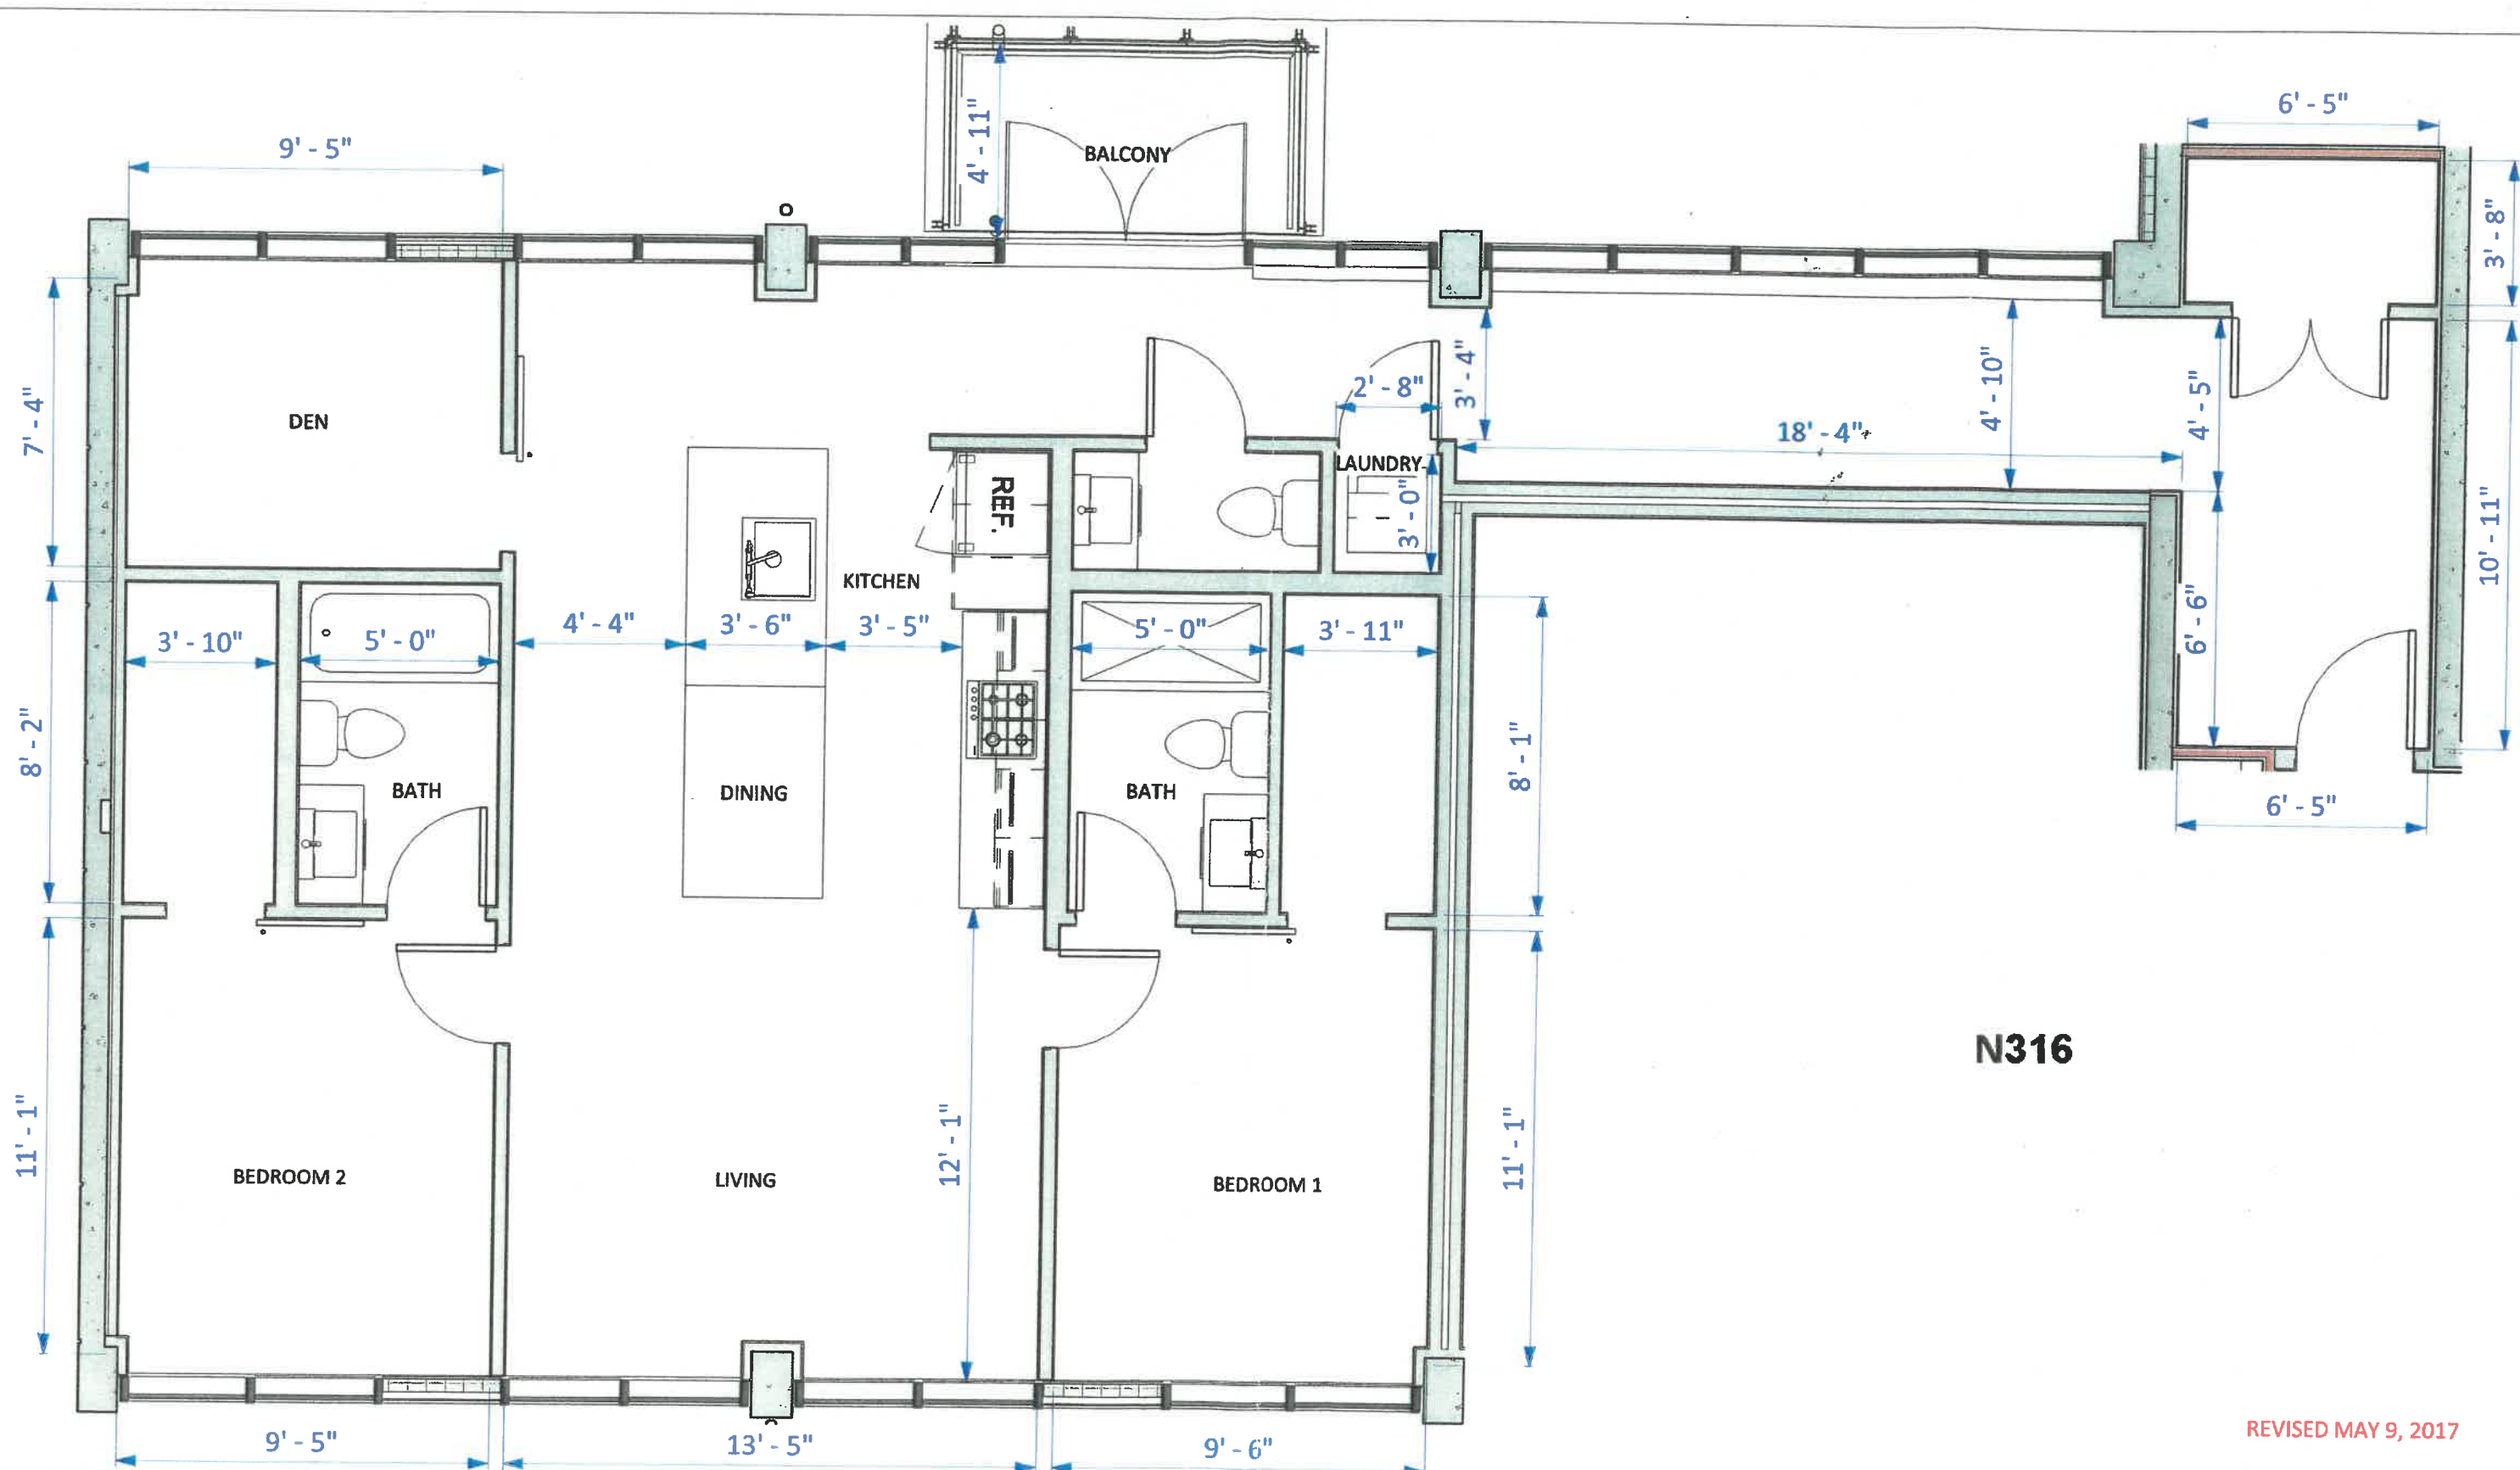 6' - 5"
4' - 11"
BALCONY
9' - 5"
3' - 8"
3' - 4"
4' - 10"
2' - 8"
4' - 5"
7' - 4"
DEN
18' - 4"
LAUNDRY
REF.
3' - 0"
10' - 11"
KITCHEN
3' - 10"
5' - 0"
4' - 4"
3' - 6"
3' - 5"
5' - 0"
3' - 11"
6' - 6"
8' - 2"
8' - 1"
BATH
DINING
BATH
6' - 5"
N316
11' - 1"
12' - 1"
11' - 1"
BEDROOM 2
LIVING
BEDROOM 1
9' - 5"
13' - 5"
9' - 6"
REVISED MAY 9, 2017